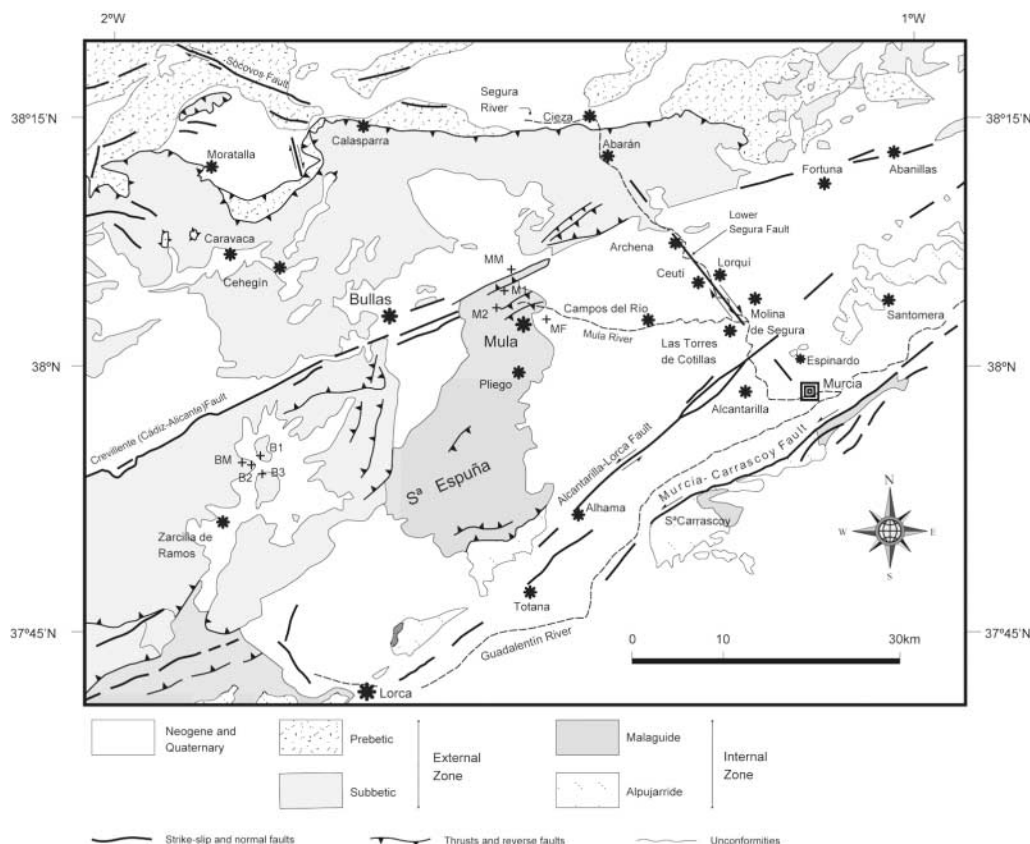 2ºW
1ºW
38º15'N
38º15'N
38ºN
38ºN
37º45'N
37º45'N
Socovos Fault
Segura
River
Cieza
Calasparra
Abarán
Moratalla
Fortuna
Abanillas
Caravaca
Cehegín
Archena
Lower
Segura Fault
Lorqui
Ceutí
MM
M1
M2
MF
Bullas
Mula
Campos del Río
Mula River
Molina
de Segura
Las Torres
de Cotillas
Santomera
Espinardo
Pliego
Murcia
Alcantarilla
Crevillente (Cádiz-Alicante)Fault
Sª Espuña
Alcantarilla-Lorca Fault
Murcia-Carrascoy Fault
B1
BM
B2
B3
Zarcilla de
Ramos
Alhama
SªCarrascoy
N
W
E
S
Totana
Guadalentín River
Lorca
0
10
30km
Neogene and
Quaternary
Prebetic
Subbetic
External
Zone
Malaguide
Alpujarride
Internal
Zone
Strike-slip and normal faults
Thrusts and reverse faults
Unconformities